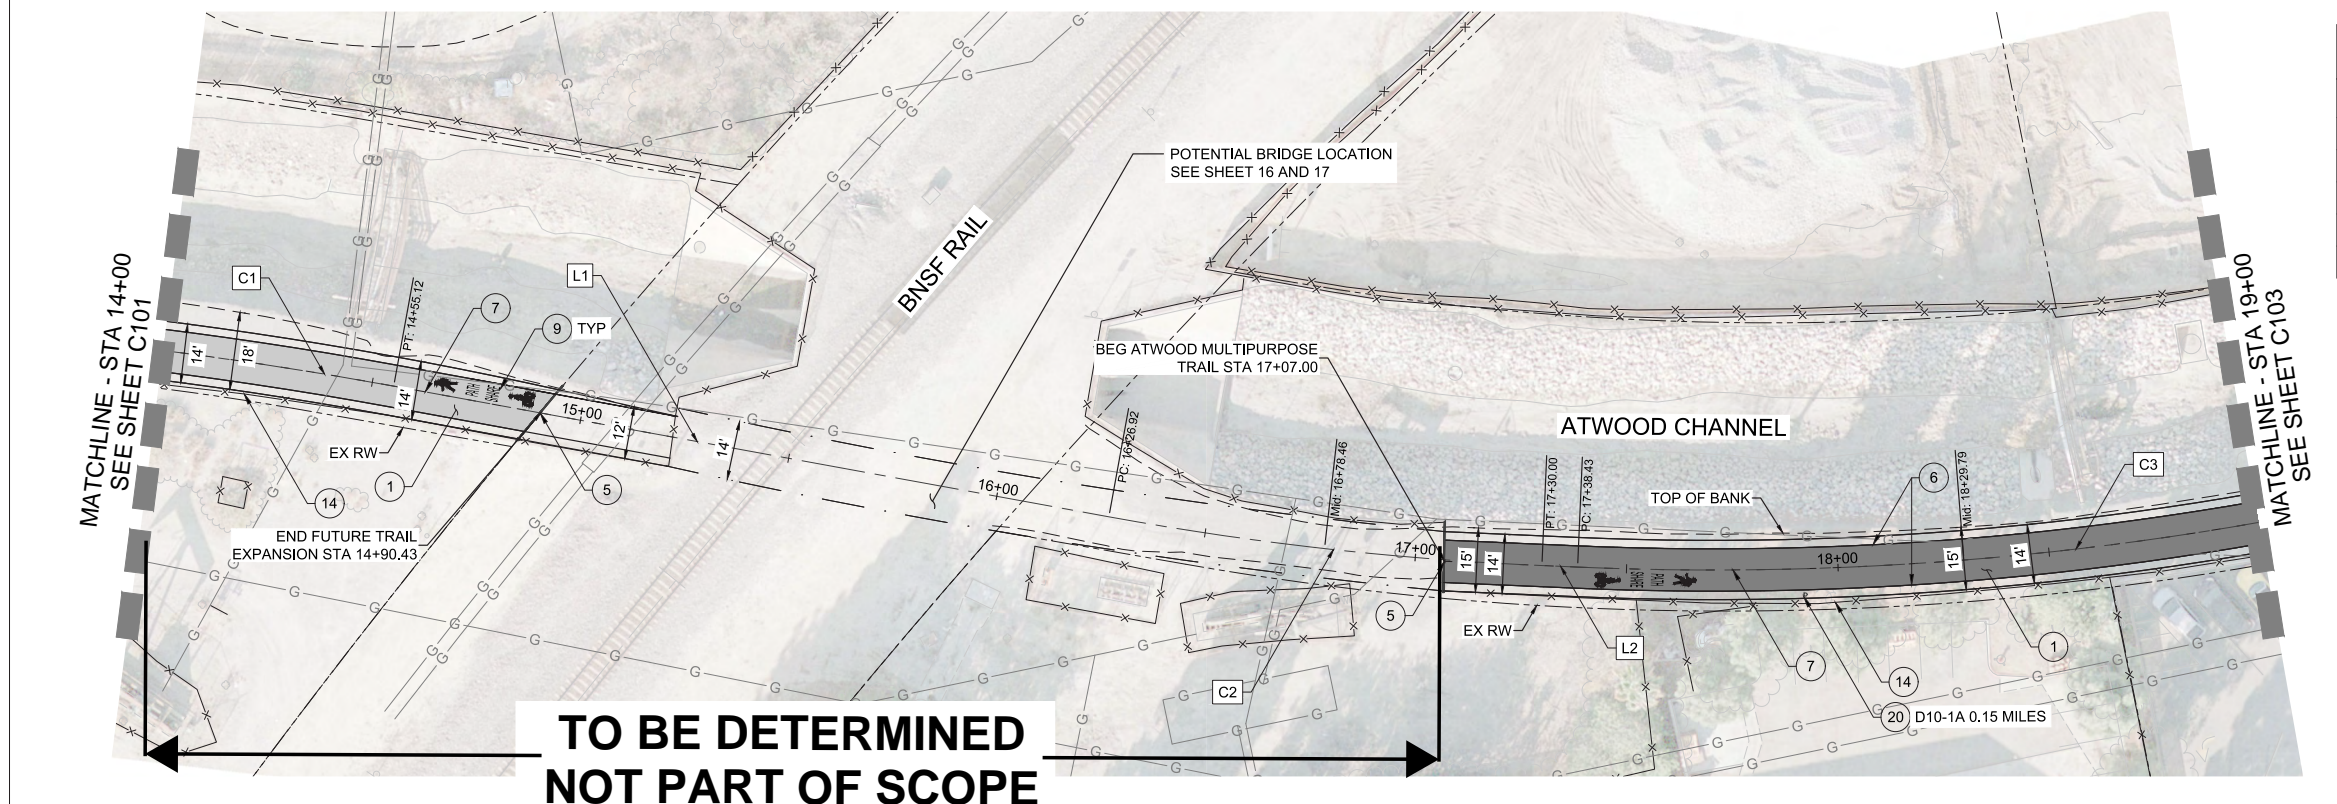 POTENTIAL BRIDGE LOCATION
SEE SHEET 16 AND 17
BNSF RAIL
MATCHLINE - STA 14+00
SEE SHEET C101
C1
14'
18'
PT: 14+55.12
7
9 TYP
L1
14'
PATH
SHARE
15+00
12'
14'
EX RW
1
14
5
END FUTURE TRAIL
EXPANSION STA 14+90.43
16+00
PC: 16+26.92
Mid: 16+78.46
BEG ATWOOD MULTIPURPOSE
TRAIL STA 17+07.00
17+00
5
C2
ATWOOD CHANNEL
TOP OF BANK
6
C3
15'
14'
PT: 17+30.00
PC: 17+38.43
SHARE
PATH
18+00
Mid: 18+29.79
15'
14'
EX RW
L2
7
14
1
20 D10-1A 0.15 MILES
MATCHLINE - STA 19+00
SEE SHEET C103
TO BE DETERMINED
NOT PART OF SCOPE
G
G
G
G
G
G
G
G
G
G